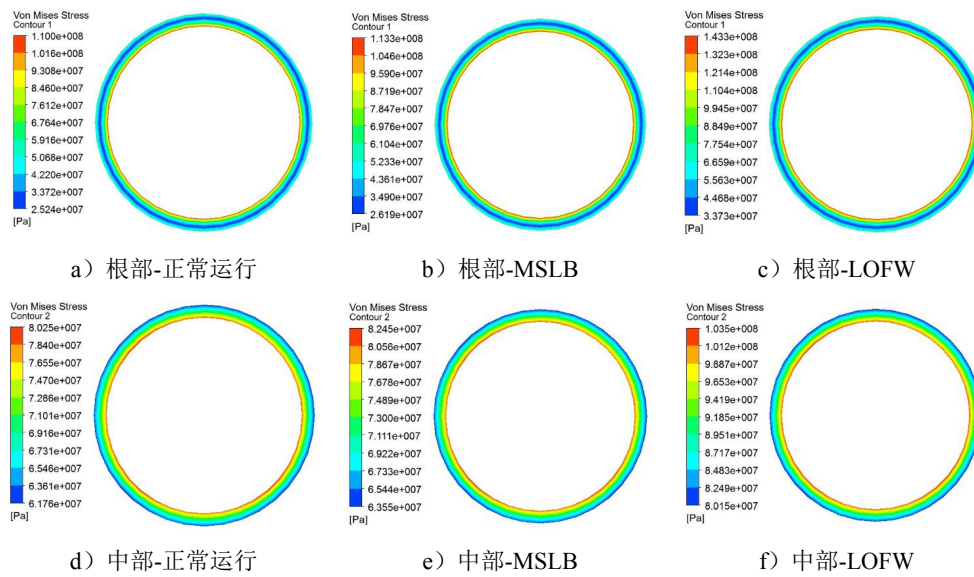 Von Mises Stress
Contour 1
1.100e+008
1.016e+008
9.308e+007
8.460e+007
7.612e+007
6.764e+007
5.916e+007
5.068e+007
4.220e+007
3.372e+007
2.524e+007
[Pa]
Von Mises Stress
Contour 1
1.133e+008
1.046e+008
9.590e+007
8.719e+007
7.847e+007
6.976e+007
6.104e+007
5.233e+007
4.361e+007
3.490e+007
2.619e+007
[Pa]
Von Mises Stress
Contour 1
1.433e+008
1.323e+008
1.214e+008
1.104e+008
9.945e+007
8.849e+007
7.754e+007
6.659e+007
5.563e+007
4.468e+007
3.373e+007
[Pa]
a）根部-正常运行
b）根部-MSLB
c）根部-LOFW
Von Mises Stress
Contour 2
8.025e+007
7.840e+007
7.655e+007
7.470e+007
7.286e+007
7.101e+007
6.916e+007
6.731e+007
6.546e+007
6.361e+007
6.176e+007
[Pa]
Von Mises Stress
Contour 2
8.245e+007
8.056e+007
7.867e+007
7.678e+007
7.489e+007
7.300e+007
7.111e+007
6.922e+007
6.733e+007
6.544e+007
6.355e+007
[Pa]
Von Mises Stress
Contour 2
1.035e+008
1.012e+008
9.887e+007
9.653e+007
9.419e+007
9.185e+007
8.951e+007
8.717e+007
8.483e+007
8.249e+007
8.015e+007
[Pa]
d）中部-正常运行
e）中部-MSLB
f）中部-LOFW